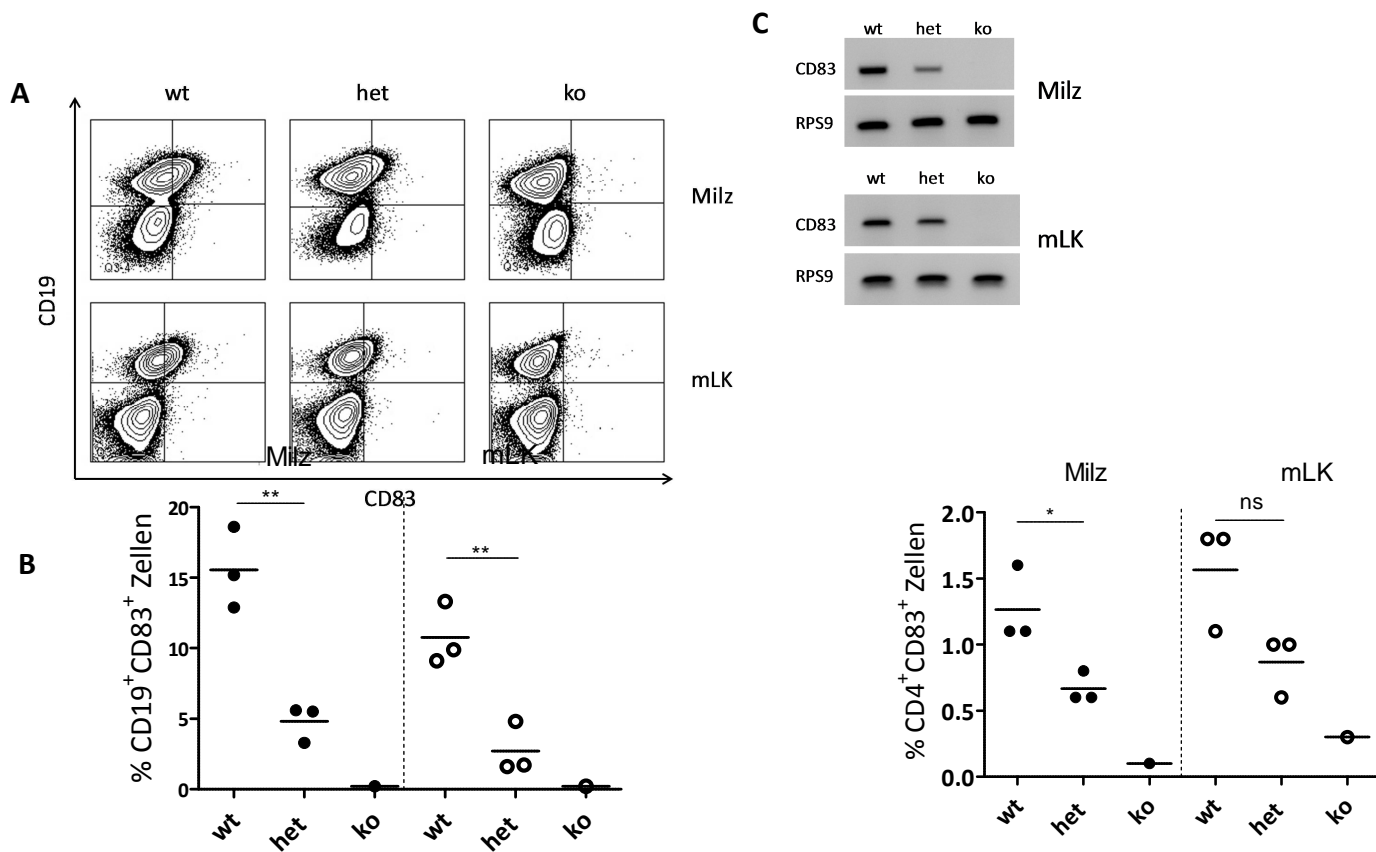 A
wt het ko
Milz
CD19
Q3-4 Q3-4
mLK
Milz mLK
CD83
B
% CD19+CD83+ Zellen
20
15
10
5
0
**
**
wt het ko wt het ko
C
wt het ko
CD83
Milz
RPS9
wt het ko
CD83
mLK
RPS9
Milz mLK
% CD4+CD83+ Zellen
2.0
1.5
1.0
0.5
0.0
*
ns
wt het ko wt het ko